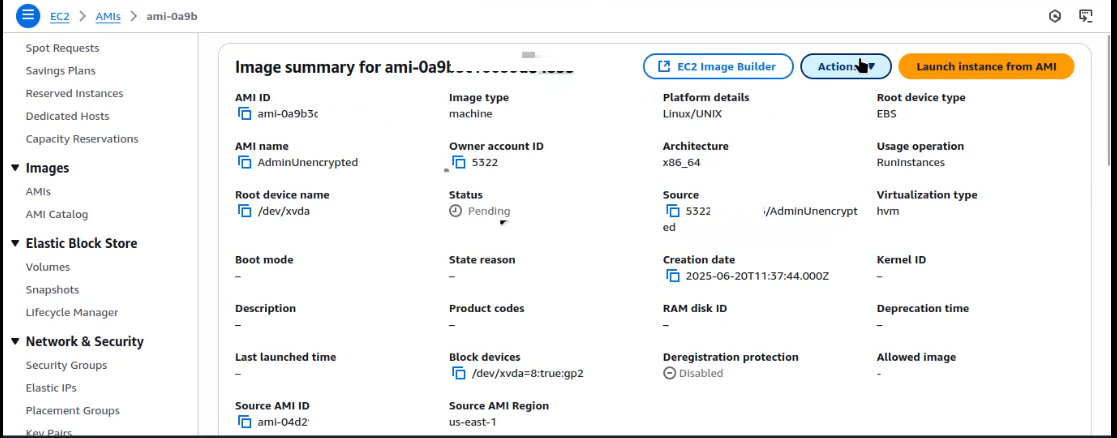 EC2 > AMIs > ami-0a9b
Spot Requests
Savings Plans
Reserved Instances
Dedicated Hosts
Capacity Reservations
Images
AMIs
AMI Catalog
Elastic Block Store
Volumes
Snapshots
Lifecycle Manager
Network & Security
Security Groups
Elastic IPs
Placement Groups
Key Pairs
Image summary for ami-0a9b
EC2 Image Builder
Actions
Launch instance from AMI
AMI ID
ami-0a9b3c
Image type
machine
Platform details
Linux/UNIX
Root device type
EBS
AMI name
AdminUnencrypted
Owner account ID
5322
Architecture
x86_64
Usage operation
RunInstances
Root device name
/dev/xvda
Status
Pending
Source
5322 /AdminUnencrypt
ed
Virtualization type
hvm
Boot mode
–
State reason
–
Creation date
2025-06-20T11:37:44.000Z
Kernel ID
–
Description
–
Product codes
–
RAM disk ID
–
Deprecation time
–
Last launched time
–
Block devices
/dev/xvda=8:true:gp2
Deregistration protection
Disabled
Allowed image
-
Source AMI ID
ami-04d2
Source AMI Region
us-east-1